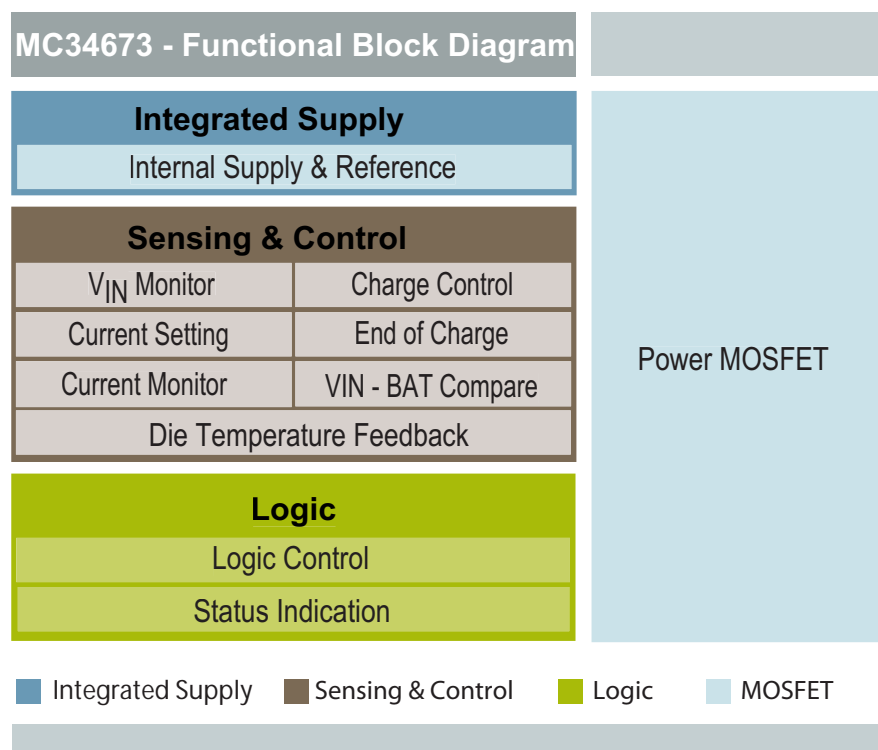 MC34673 - Functional Block Diagram
Integrated Supply
Internal Supply & Reference
Sensing & Control
VIN Monitor
Charge Control
Current Setting
End of Charge
Current Monitor
VIN - BAT Compare
Die Temperature Feedback
Logic
Logic Control
Status Indication
Power MOSFET
Integrated Supply
Sensing & Control
Logic
MOSFET